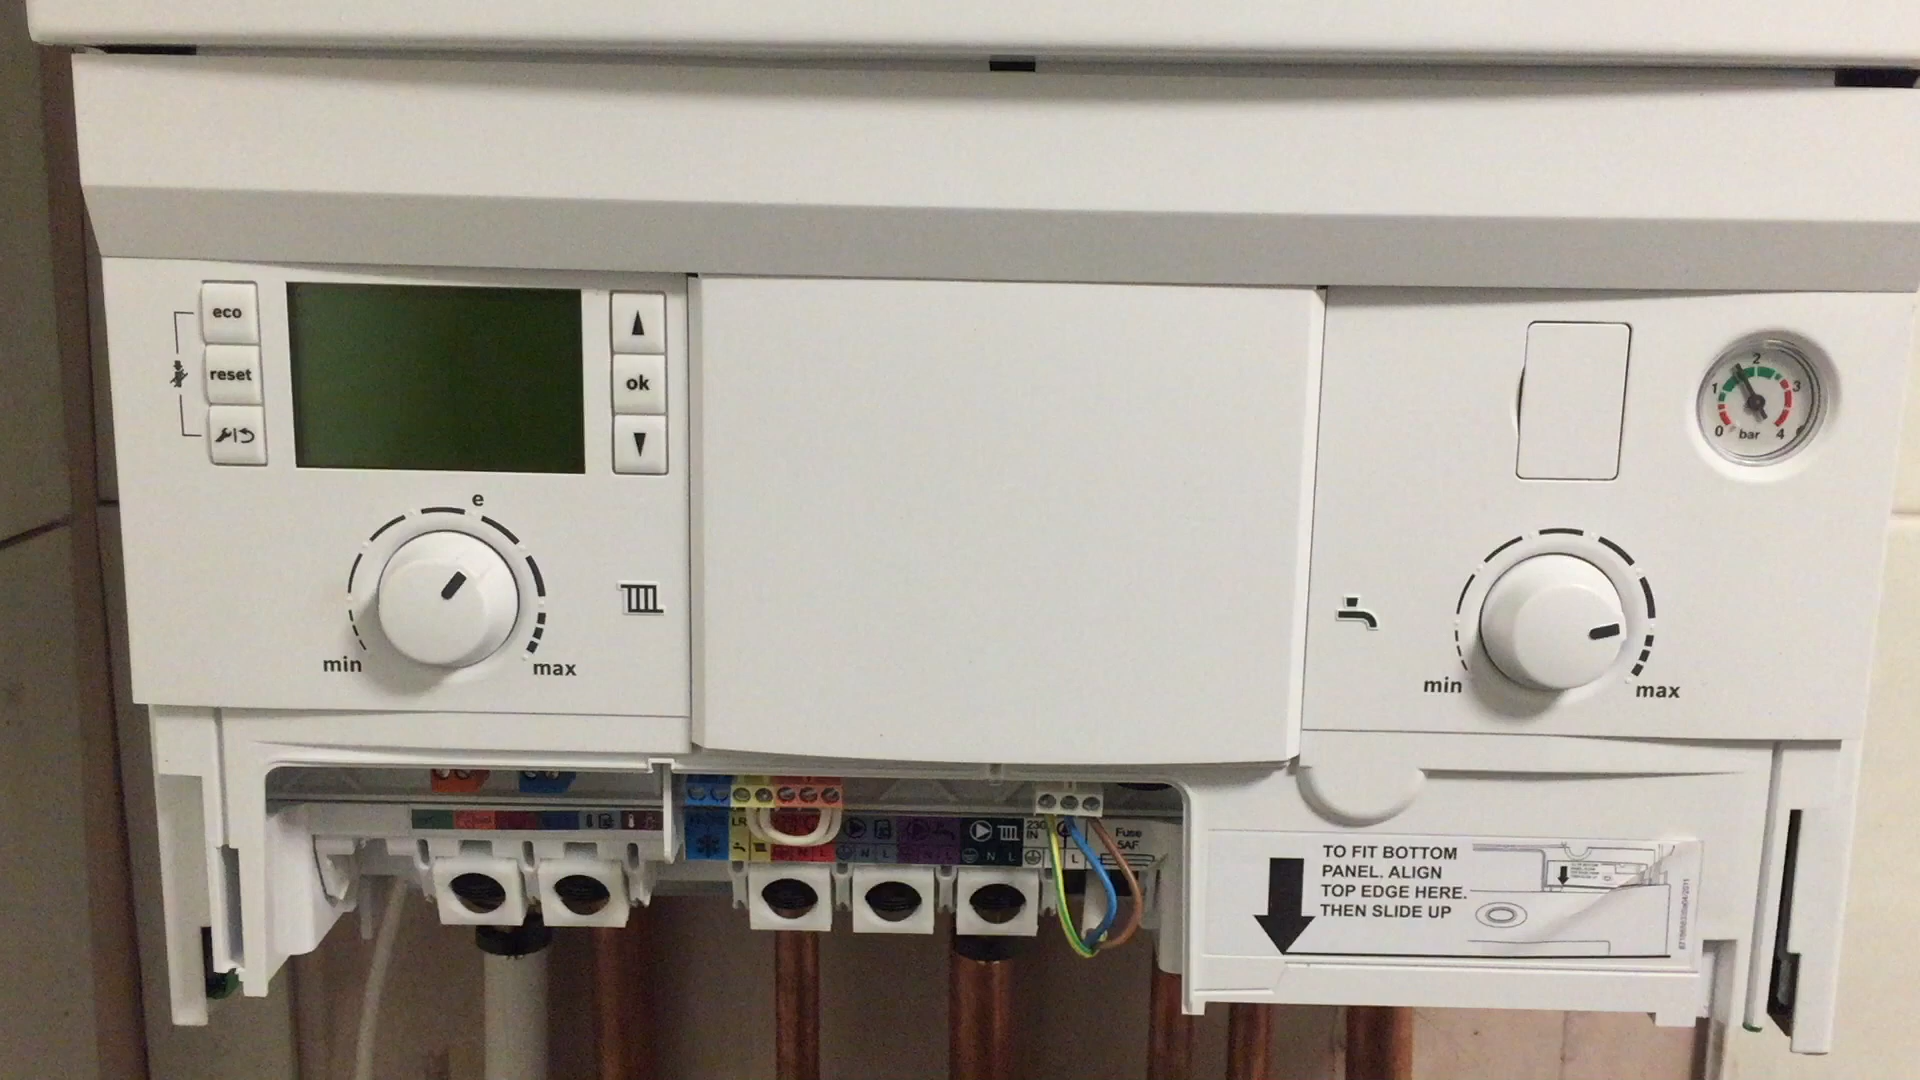 eco
reset
ok
e
min
max
min
max
0
1
2
3
4
bar
LR
N
L
N
L
N
L
230
IN
L
Fuse
5AF
TO FIT BOTTOM
PANEL. ALIGN
TOP EDGE HERE.
THEN SLIDE UP